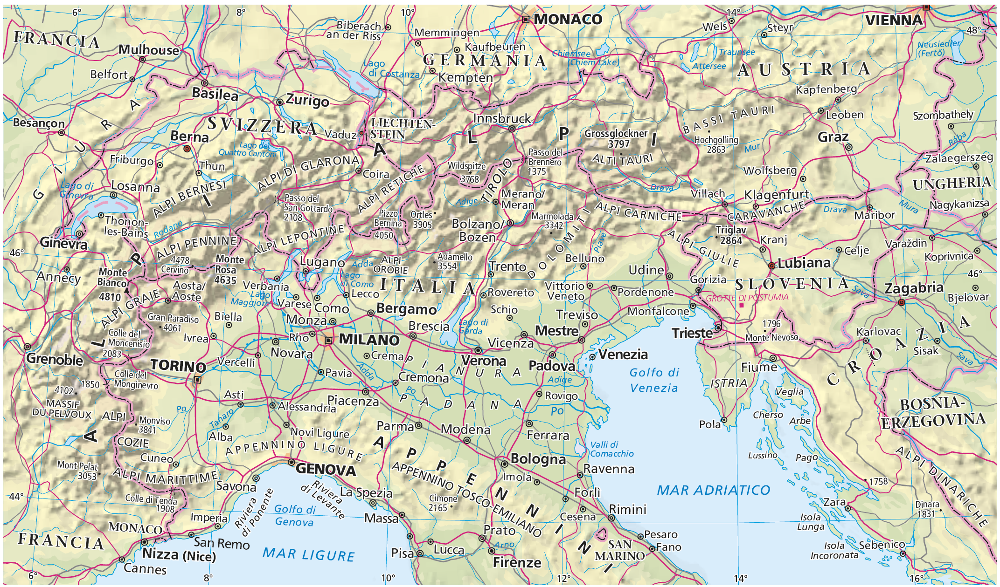 6°
8°
10°
14°
MONACO
VIENNA
FRANCIA
Biberach
an der Riss
Memmingen
Wels
Steyr
48°
Mulhouse
Kaufbeuren
GERMANIA
Chiemsee
(Chiem Lake)
Traunsee
Attersee
Neusiedler
(Fertő)
AUSTRIA
Belfort
Lago
di Costanza
Kempten
Basilea
Zurigo
Kapfenberg
Leoben
Szombathely
Besançon
GIURA
SVIZZERA
Vaduz
LIECHTEN-
STEIN
Innsbruck
ALPI
BASSI TAURI
Berna
Grossglockner
3797
Hochgolling
2863
Mur
Graz
Rába
Lago dei
Quattro Cantoni
Friburgo
Thun
ALPI DI GLARONA
Coira
ALPI RETICHE
Wildspitze
3768
TIROLO
Passo del
Brennero
1375
ALTI TAURI
Wolfsberg
Zalaegerszeg
UNGHERIA
Lago di
Ginevra
Losanna
ALPI BERNESI
Passo del
San Gottardo
2108
Adige
Merano/
Meran
Drava
Villach
Klagenfurt
Drava
Maribor
Mura
Nagykanizsa
Thonon-
les-Bains
Rodano
Pizzo
Bernina
4050
Ortles
3905
Bolzano/
Bozen
Marmolada
3342
DOLOMITI
ALPI CARNICHE
CARAVANCHE
Ginevra
ALPI PENNINE
ALPI LEPONTINE
Piave
ALPI GIULIE
Triglav
2864
Kranj
Celje
Varaždin
Koprivnica
46°
4478
Cervino
Monte
Rosa
4635
Lugano
Adda
ALPI
OROBIE
Adamello
3554
Trento
Belluno
Udine
Lubiana
46°
Annecy
Monte
Bianco
4810
Aosta/
Aoste
Verbania
Lago
Maggiore
Lago
di Como
Lecco
ITALIA
Rovereto
Vittorio
Veneto
Pordenone
Gorizia
SLOVENIA
GROTTE DI POSTUMIA
Sava
Zagabria
Bjelovar
ALPI GRAIE
Varese
Como
Bergamo
Schio
Treviso
Monfalcone
Gran Paradiso
4061
Biella
Monza
Brescia
Lago di
Garda
Mestre
Trieste
1796
Monte Nevoso
Karlovac
CROAZIA
Sisak
Sava
Colle del
Moncenisio
2083
Ivrea
Rho
MILANO
Vicenza
Grenoble
TORINO
Vercelli
Novara
Crema
Verona
Padova
Venezia
Fiume
Colle del
Monginevro
1850
4102
Pavia
Adda
PIANURA
PADANA
Cremona
Adige
Golfo di
Venezia
ISTRIA
Veglia
MASSIF
DU PELVOUX
ALPI
COZIE
Asti
Po
Tanaro
Alessandria
Piacenza
Po
Rovigo
Po
Cherso
Arbe
BOSNIA-
ERZEGOVINA
Monviso
3841
Alba
Novi Ligure
Parma
Modena
Ferrara
Pola
ALPI
APPENNINO LIGURE
Valli di
Comacchio
Lussino
Pago
ALPI DINARICHE
Cuneo
Mont Pelat
3053
ALPI MARITTIME
GENOVA
APPENNINI
APPENNINO TOSCO-EMILIANO
Bologna
Imola
Ravenna
1758
44°
Savona
Colle di Tenda
1908
Riviera
di Ponente
Riviera
di Levante
La Spezia
Cimone
2165
Forlì
MAR ADRIATICO
Zara
Dinara
1831
Golfo di
Genova
Imperia
Massa
Cesena
Rimini
Isola
Lunga
MONACO
FRANCIA
San Remo
Prato
Arno
Pesaro
Fano
Isola
Incoronata
Sebenico
Nizza (Nice)
MAR LIGURE
Pisa
Lucca
Firenze
SAN
MARINO
Cannes
6°
8°
10°
12°
14°
16°